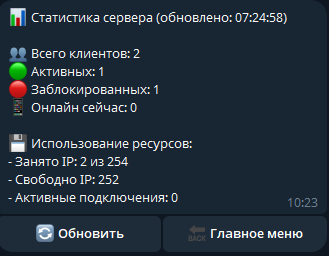 Статистика сервера (обновлено: 07:24:58)
Всего клиентов: 2
Активных: 1
Заблокированных: 1
Онлайн сейчас: 0
Использование ресурсов:
- Занято IP: 2 из 254
- Свободно IP: 252
- Активные подключения: 0
10:23
Обновить
BACK Главное меню